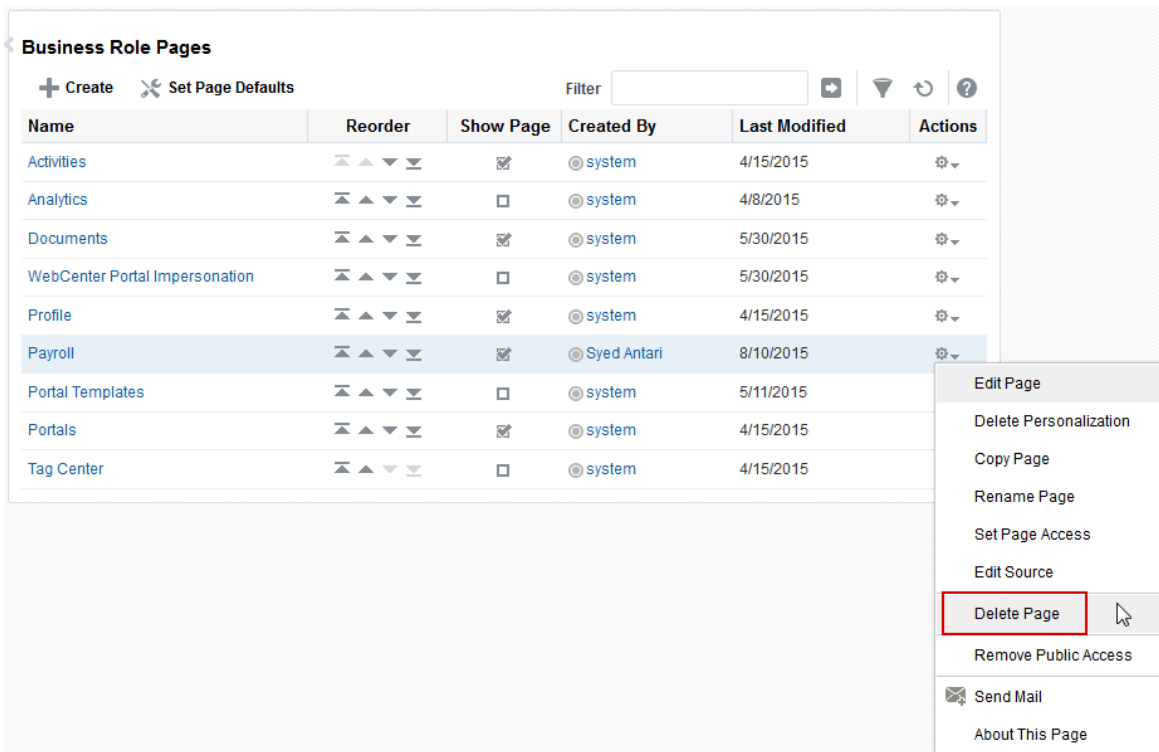 Business Role Pages
Create Set Page Defaults Filter
Name Reorder Show Page Created By Last Modified Actions
Activities system 4/15/2015
Analytics system 4/8/2015
Documents system 5/30/2015
WebCenter Portal Impersonation system 5/30/2015
Profile system 4/15/2015
Payroll Syed Antari 8/10/2015
Portal Templates system 5/11/2015
Portals system 4/15/2015
Tag Center system 4/15/2015
Edit Page
Delete Personalization
Copy Page
Rename Page
Set Page Access
Edit Source
Delete Page
Remove Public Access
Send Mail
About This Page